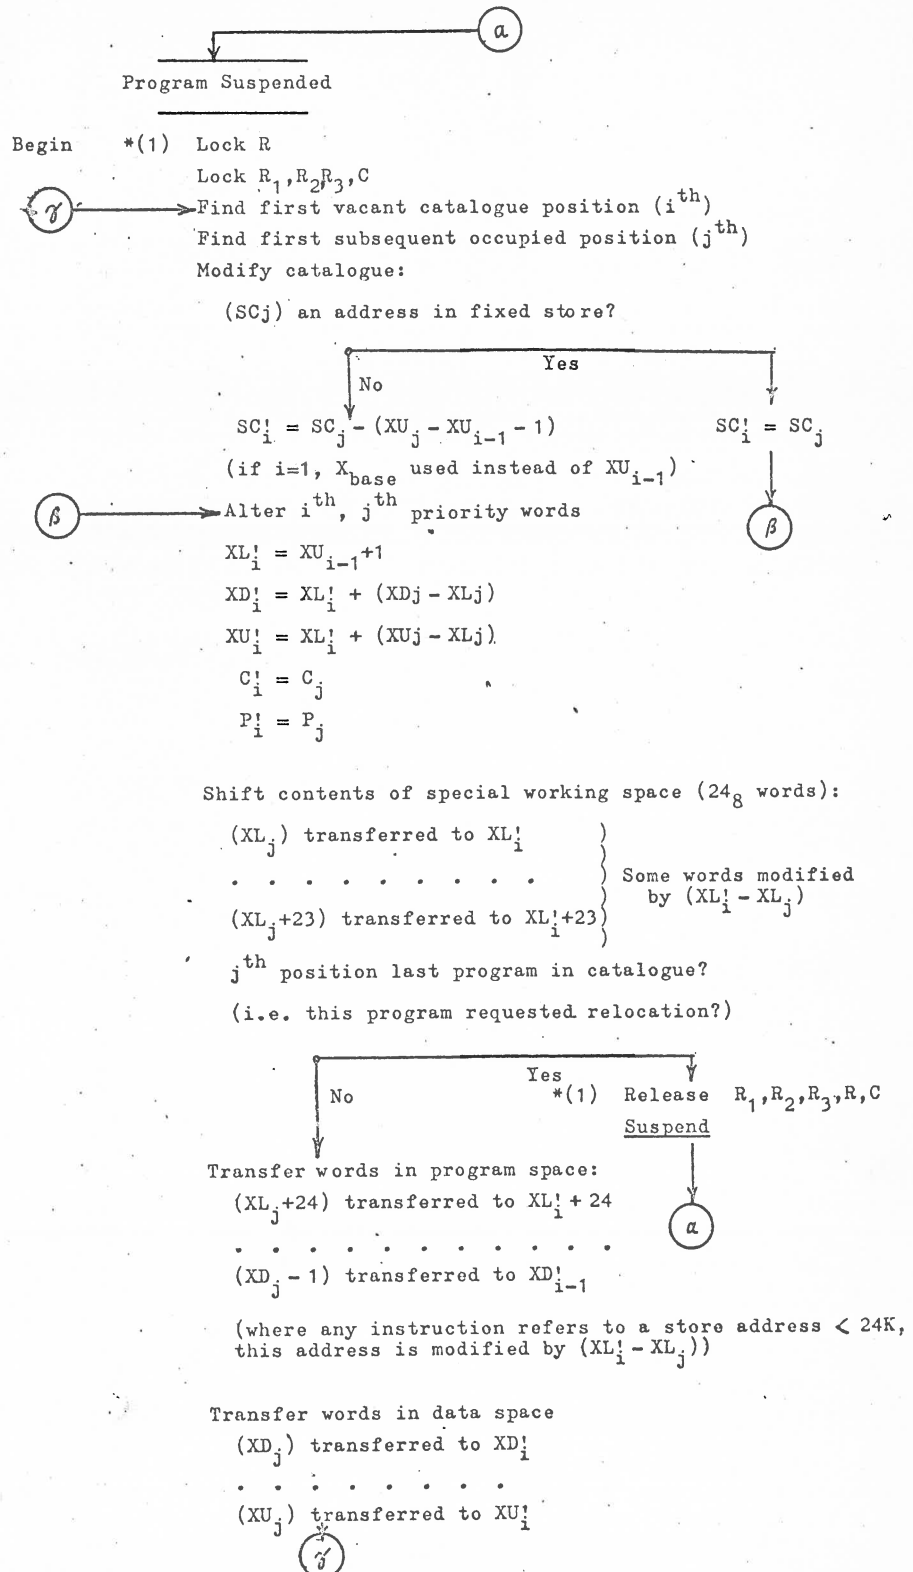 α
Program Suspended
Begin *(1) Lock R
Lock R₁,R₂,R₃,C
γ Find first vacant catalogue position (iᵗʰ)
Find first subsequent occupied position (jᵗʰ)
Modify catalogue:
(SCj) an address in fixed store?
Yes
No
SC'ᵢ = SCⱼ - (XUⱼ - XUᵢ₋₁ - 1) SC'ᵢ = SCⱼ
(if i=1, X_base used instead of XUᵢ₋₁)
β Alter iᵗʰ, jᵗʰ priority words β
XL'ᵢ = XUᵢ₋₁+1
XD'ᵢ = XL'ᵢ + (XDj - XLj)
XU'ᵢ = XL'ᵢ + (XUj - XLj)
C'ᵢ = Cⱼ
P'ᵢ = Pⱼ
Shift contents of special working space (24₈ words):
(XLⱼ) transferred to XL'ᵢ )
. . . . . . . . . . ) Some words modified
by (XL'ᵢ - XLⱼ)
(XLⱼ+23) transferred to XL'ᵢ+23)
jᵗʰ position last program in catalogue?
(i.e. this program requested relocation?)
Yes
No *(1) Release R₁,R₂,R₃,R,C
Suspend
Transfer words in program space:
(XLⱼ+24) transferred to XL'ᵢ + 24
α
. . . . . . . . . . .
(XDⱼ - 1) transferred to XD'ᵢ₋₁
(where any instruction refers to a store address < 24K,
this address is modified by (XL'ᵢ - XLⱼ))
Transfer words in data space
(XDⱼ) transferred to XD'ᵢ
. . . . . . . .
(XUⱼ) transferred to XU'ᵢ
γ